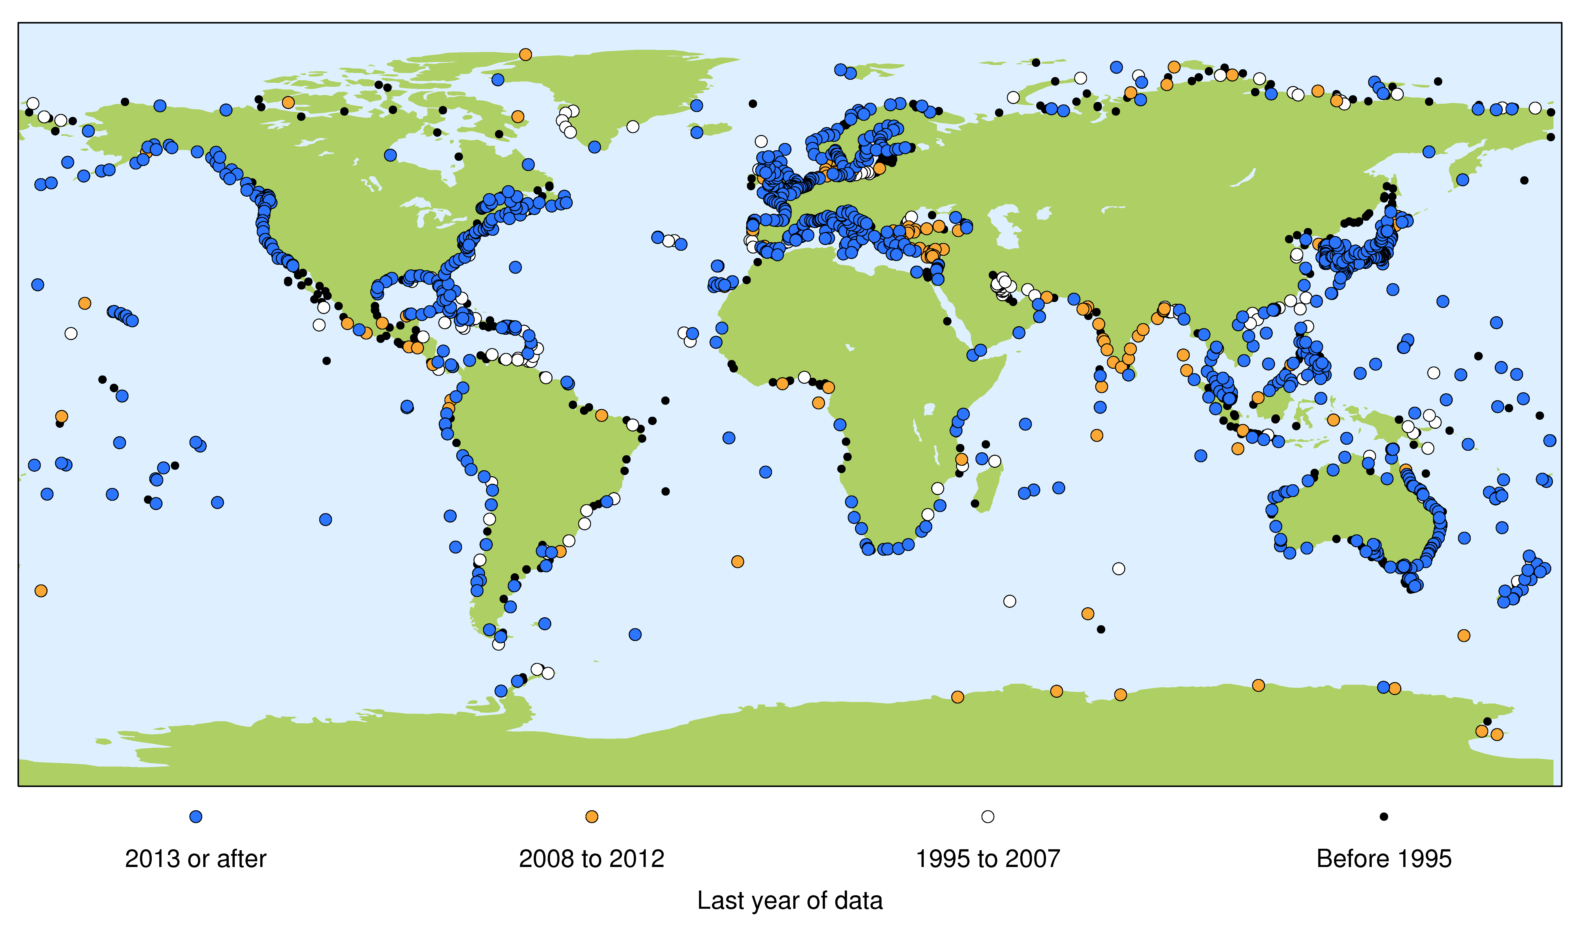 2013 or after
2008 to 2012
1995 to 2007
Before 1995
Last year of data